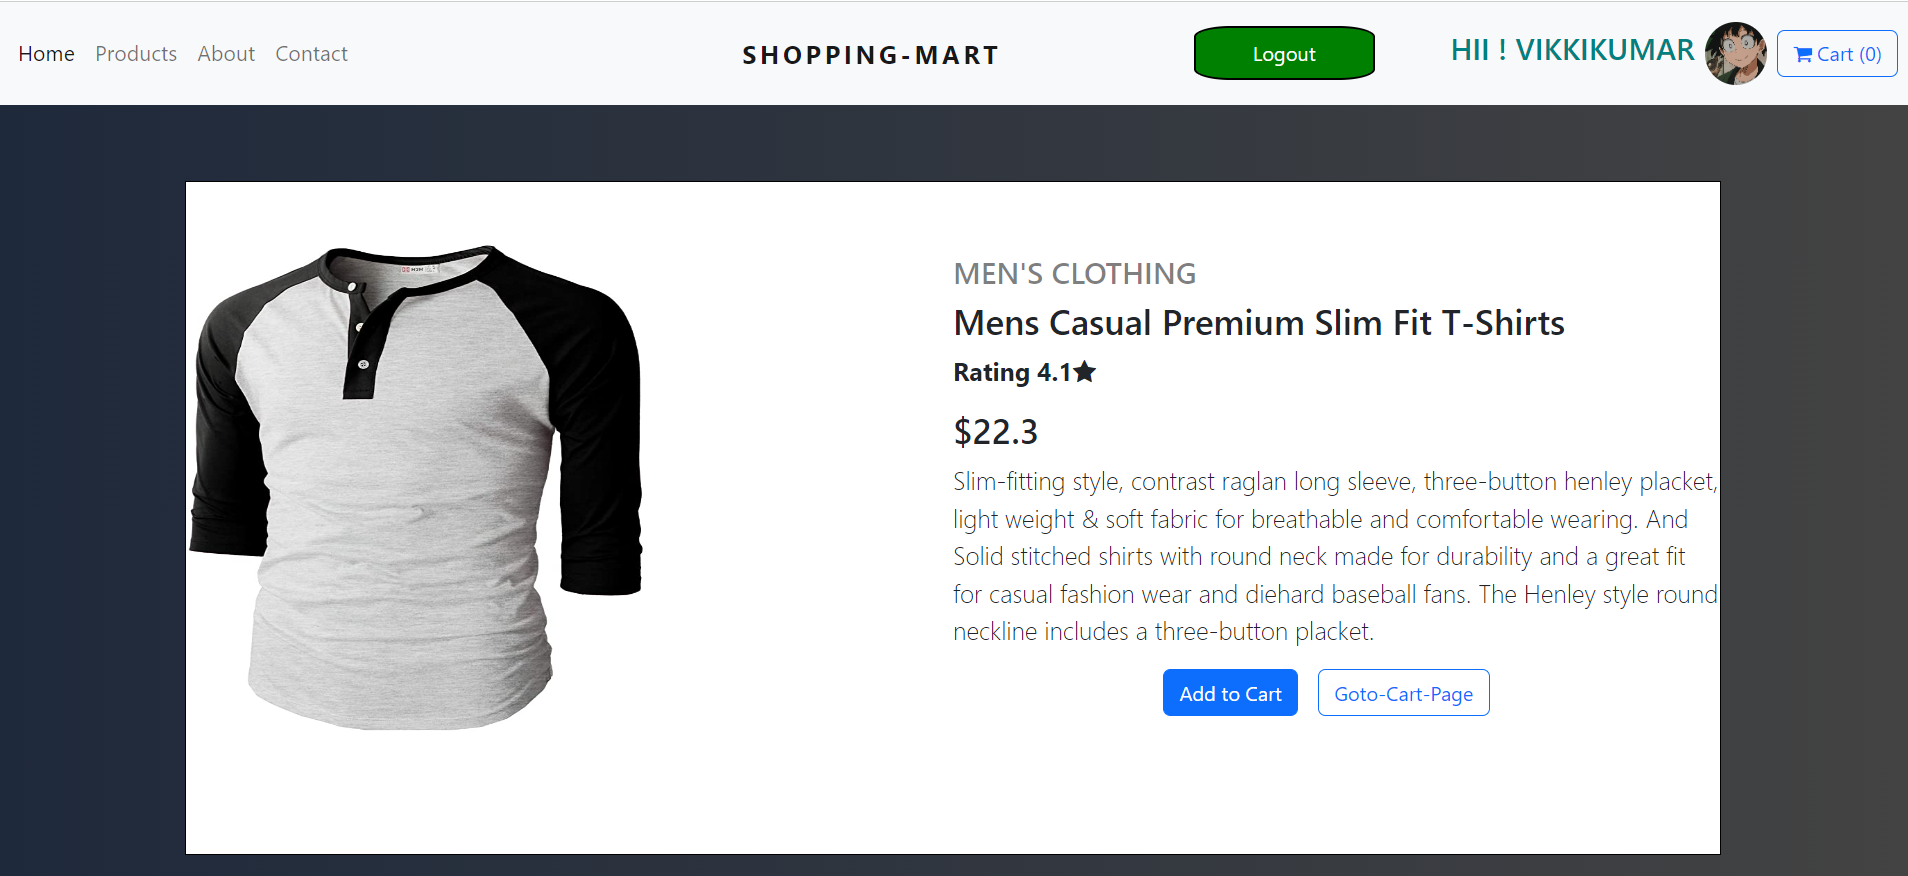 Home Products About Contact
SHOPPING-MART
Logout
HII ! VIKKIKUMAR
Cart (0)
MEN'S CLOTHING
Mens Casual Premium Slim Fit T-Shirts
Rating 4.1
$22.3
Slim-fitting style, contrast raglan long sleeve, three-button henley placket,
light weight & soft fabric for breathable and comfortable wearing. And
Solid stitched shirts with round neck made for durability and a great fit
for casual fashion wear and diehard baseball fans. The Henley style round
neckline includes a three-button placket.
Add to Cart
Goto-Cart-Page